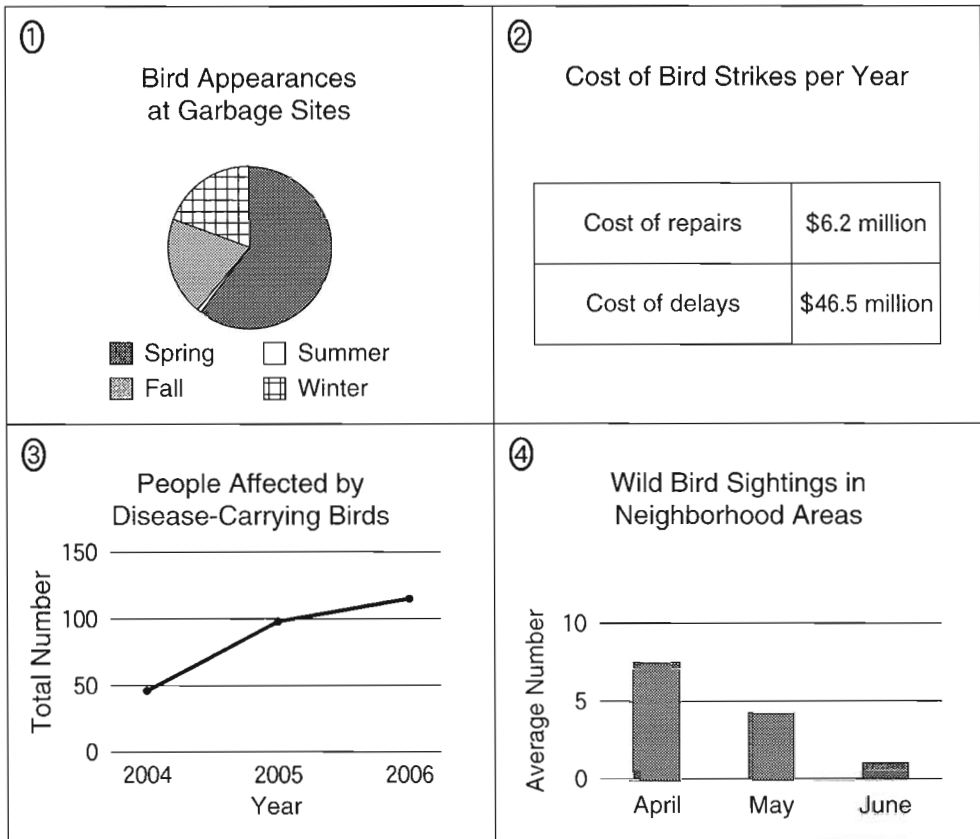 ①
Bird Appearances
at Garbage Sites
Spring
Summer
Fall
Winter
②
Cost of Bird Strikes per Year
Cost of repairs
$6.2 million
Cost of delays
$46.5 million
③
People Affected by
Disease-Carrying Birds
Total Number
150
100
50
0
2004
2005
2006
Year
④
Wild Bird Sightings in
Neighborhood Areas
Average Number
10
5
0
April
May
June